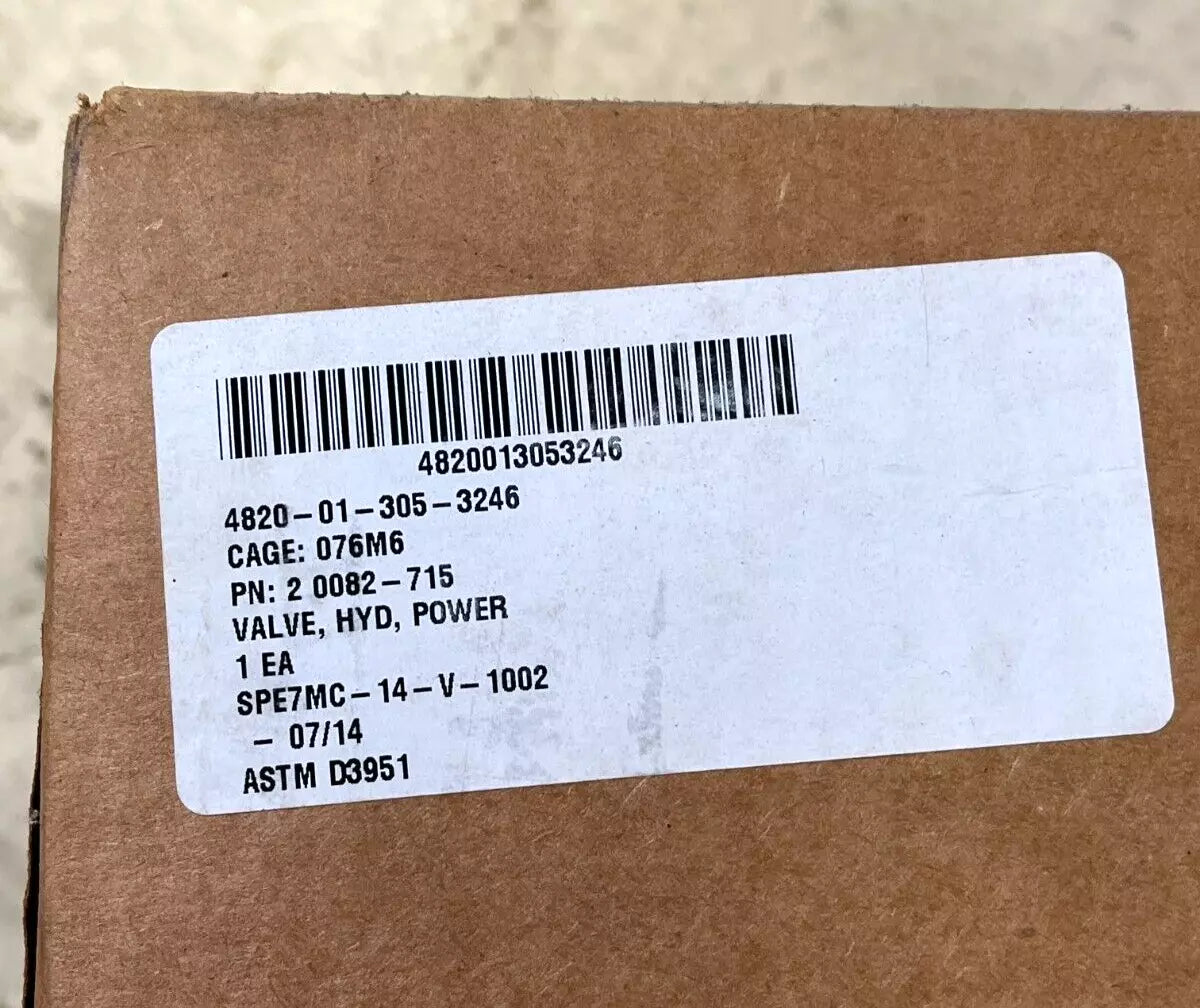 4820013053246
4820-01-305-3246
CAGE: 076M6
PN: 2 0082-715
VALVE, HYD, POWER
1 EA
SPE7MC-14-V-1002
- 07/14
ASTM D3951